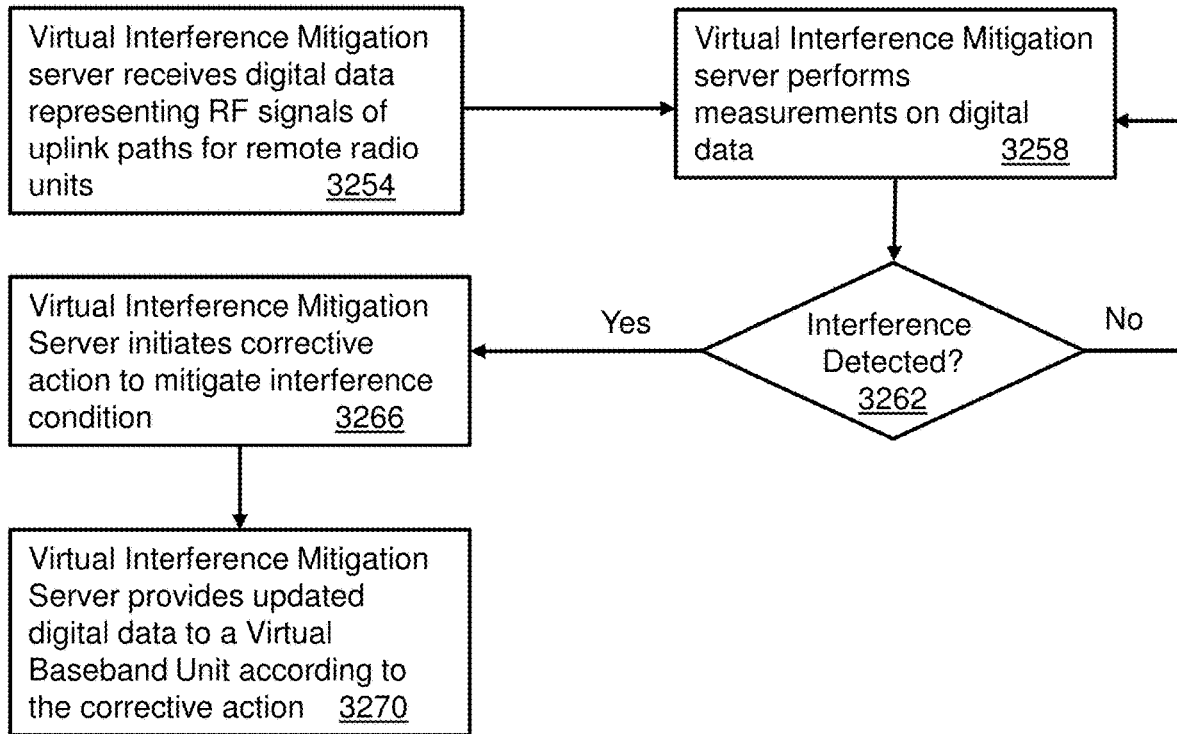 Virtual Interference Mitigation
server receives digital data
representing RF signals of
uplink paths for remote radio
units 3254
Virtual Interference Mitigation
server performs
measurements on digital
data 3258
Interference
Detected?
3262
Yes
No
Virtual Interference Mitigation
Server initiates corrective
action to mitigate interference
condition 3266
Virtual Interference Mitigation
Server provides updated
digital data to a Virtual
Baseband Unit according to
the corrective action 3270